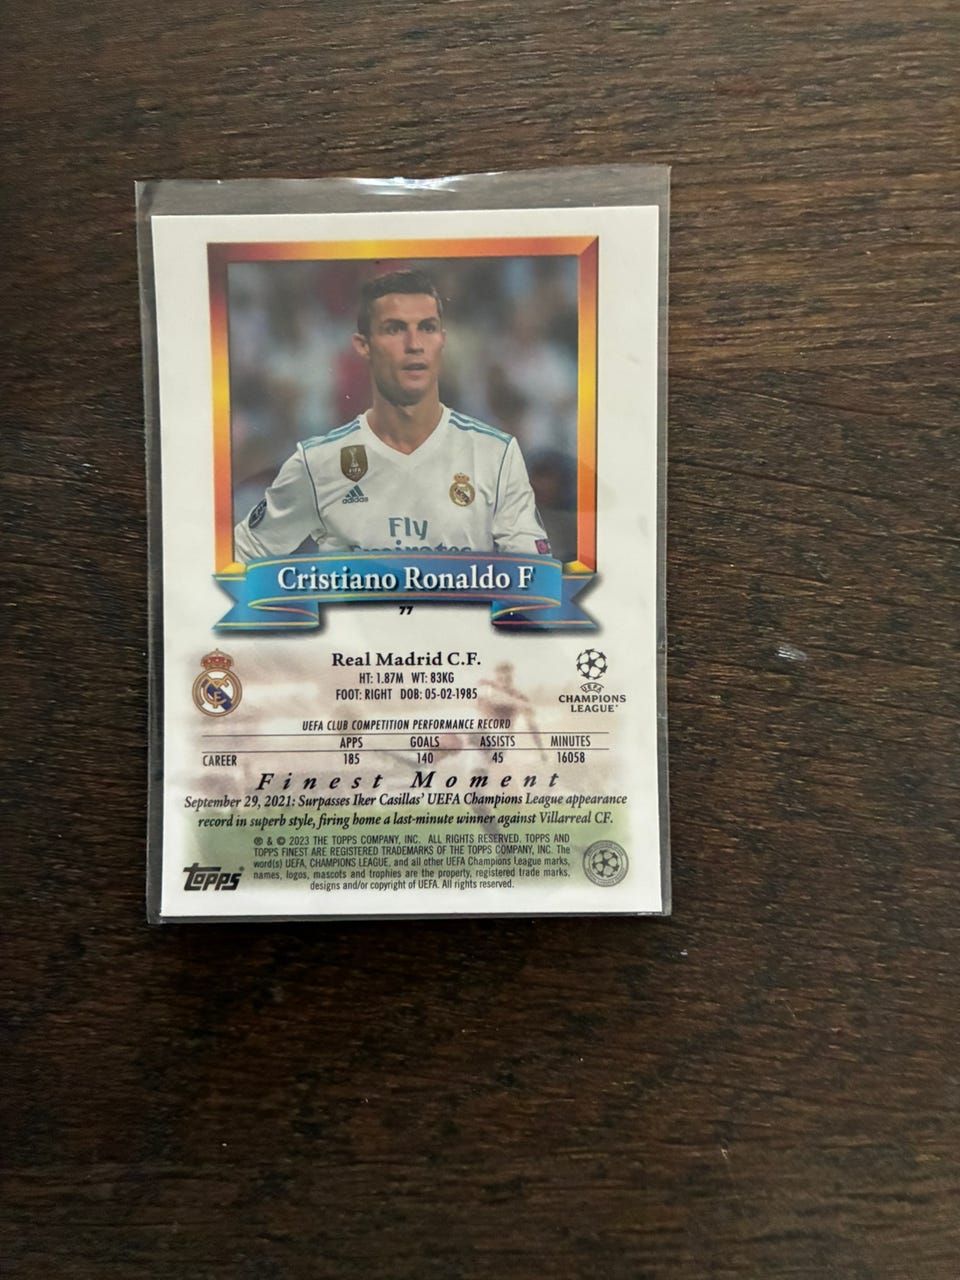 FIFA
adidas
Fly
Emirates
Cristiano Ronaldo F
77
Real Madrid C.F.
HT: 1.87M WT: 83KG
FOOT: RIGHT DOB: 05-02-1985
UEFA
CHAMPIONS
LEAGUE®
UEFA CLUB COMPETITION PERFORMANCE RECORD
APPS GOALS ASSISTS MINUTES
CAREER 185 140 45 16058
Finest Moment
September 29, 2021: Surpasses Iker Casillas' UEFA Champions League appearance
record in superb style, firing home a last-minute winner against Villarreal CF.
® & © 2023 THE TOPPS COMPANY, INC. ALL RIGHTS RESERVED. TOPPS AND
TOPPS FINEST ARE REGISTERED TRADEMARKS OF THE TOPPS COMPANY, INC. The
word(s) UEFA, CHAMPIONS LEAGUE, and all other UEFA Champions League marks,
names, logos, mascots and trophies are the property, registered trade marks,
designs and/or copyright of UEFA. All rights reserved.
topps